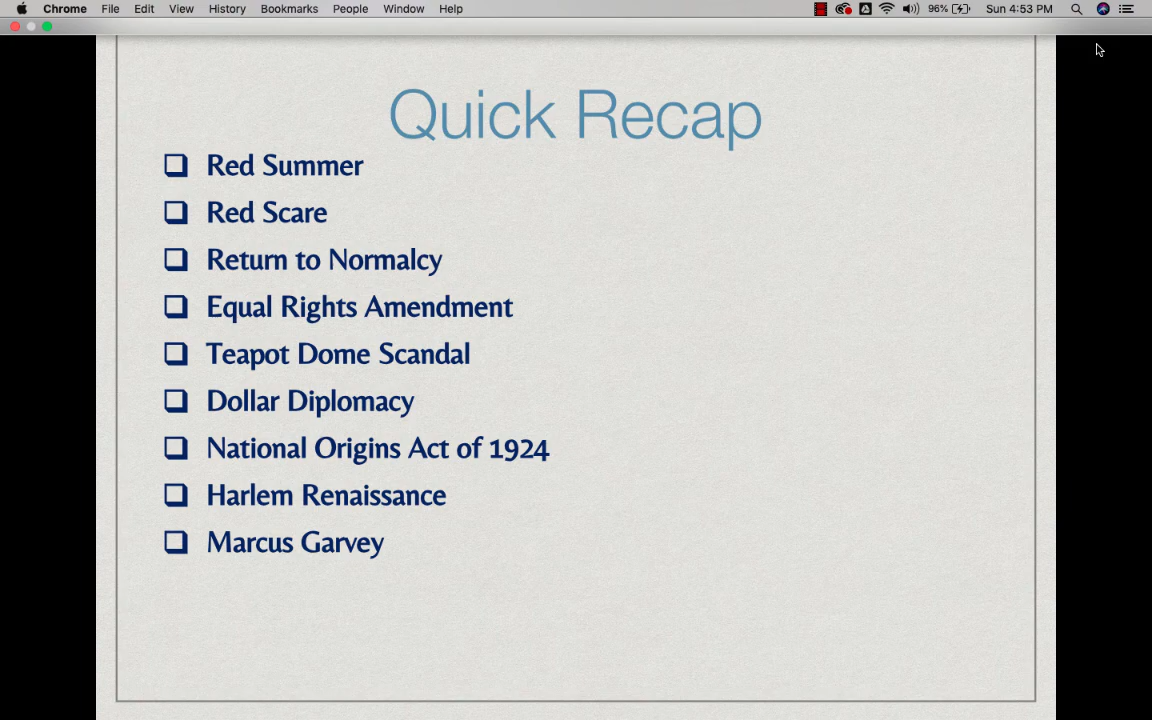 Chrome File Edit View History Bookmarks People Window Help 96% Sun 4:53 PM
Quick Recap
Red Summer
Red Scare
Return to Normalcy
Equal Rights Amendment
Teapot Dome Scandal
Dollar Diplomacy
National Origins Act of 1924
Harlem Renaissance
Marcus Garvey